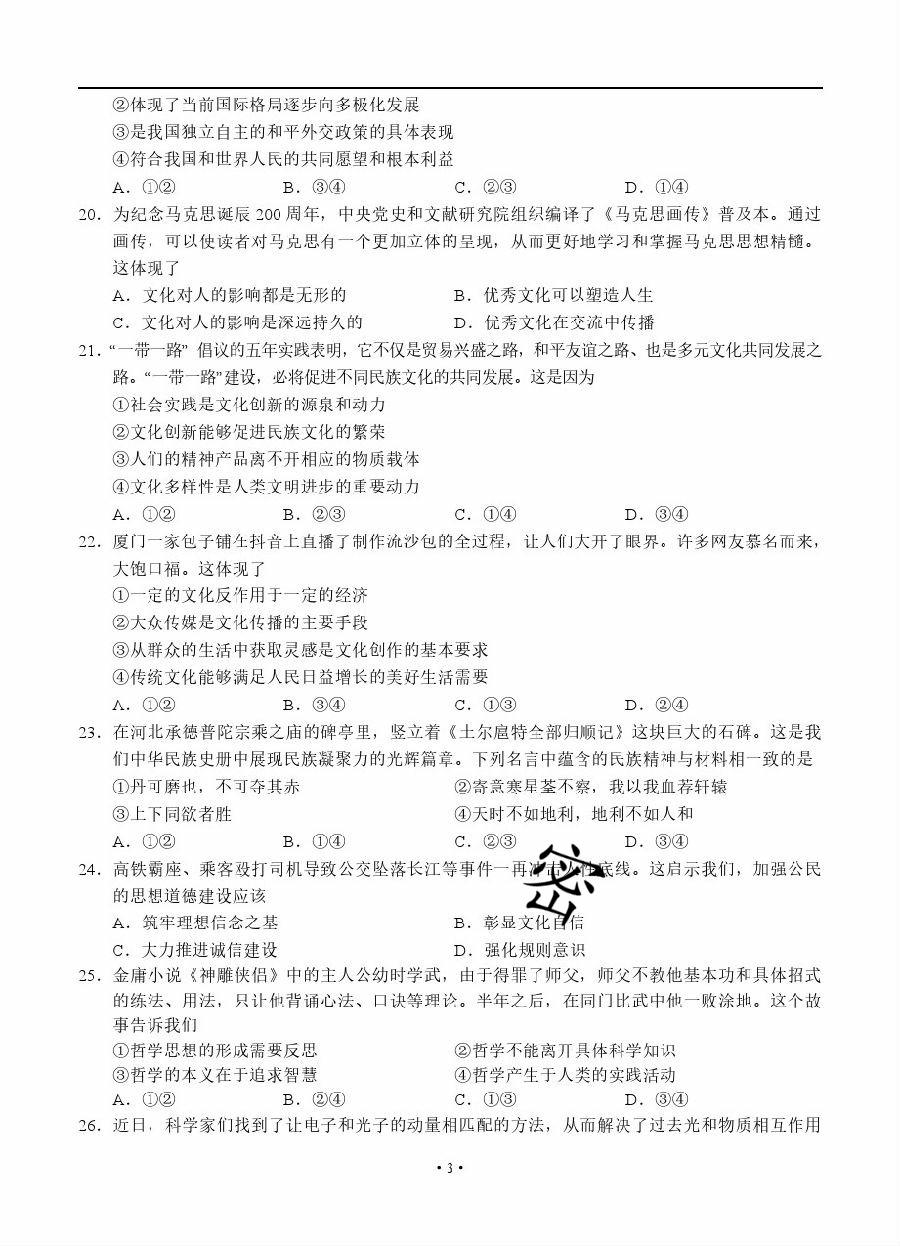 ②体现了当前国际格局逐步向多极化发展
③是我国独立自主的和平外交政策的具体表现
④符合我国和世界人民的共同愿望和根本利益
A．①② B．③④ C．②③ D．①④
20．为纪念马克思诞辰 200 周年，中央党史和文献研究院组织编译了《马克思画传》普及本。通过
画传，可以使读者对马克思有一个更加立体的呈现，从而更好地学习和掌握马克思思想精髓。
这体现了
A．文化对人的影响都是无形的 B．优秀文化可以塑造人生
C．文化对人的影响是深远持久的 D．优秀文化在交流中传播
21．“一带一路” 倡议的五年实践表明，它不仅是贸易兴盛之路，和平友谊之路、也是多元文化共同发展之
路。“一带一路”建设，必将促进不同民族文化的共同发展。这是因为
①社会实践是文化创新的源泉和动力
②文化创新能够促进民族文化的繁荣
③人们的精神产品离不开相应的物质载体
④文化多样性是人类文明进步的重要动力
A．①② B．②③ C．①④ D．③④
22．厦门一家包子铺在抖音上直播了制作流沙包的全过程，让人们大开了眼界。许多网友慕名而来，
大饱口福。这体现了
①一定的文化反作用于一定的经济
②大众传媒是文化传播的主要手段
③从群众的生活中获取灵感是文化创作的基本要求
④传统文化能够满足人民日益增长的美好生活需要
A．①② B．③④ C．①③ D．②④
23．在河北承德普陀宗乘之庙的碑亭里，竖立着《土尔扈特全部归顺记》这块巨大的石碑。这是我
们中华民族史册中展现民族凝聚力的光辉篇章。下列名言中蕴含的民族精神与材料相一致的是
①丹可磨也，不可夺其赤 ②寄意寒星荃不察，我以我血荐轩辕
③上下同欲者胜 ④天时不如地利，地利不如人和
A．①② B．①④ C．②③ D．③④
24．高铁霸座、乘客殴打司机导致公交坠落长江等事件一再冲击人性底线。这启示我们，加强公民
的思想道德建设应该
A．筑牢理想信念之基 B．彰显文化自信
C．大力推进诚信建设 D．强化规则意识
密
25．金庸小说《神雕侠侣》中的主人公幼时学武，由于得罪了师父，师父不教他基本功和具体招式
的练法、用法，只让他背诵心法、口诀等理论。半年之后，在同门比武中他一败涂地。这个故
事告诉我们
①哲学思想的形成需要反思 ②哲学不能离开具体科学知识
③哲学的本义在于追求智慧 ④哲学产生于人类的实践活动
A．①② B．②④ C．①③ D．③④
26．近日，科学家们找到了让电子和光子的动量相匹配的方法，从而解决了过去光和物质相互作用
• 3 •